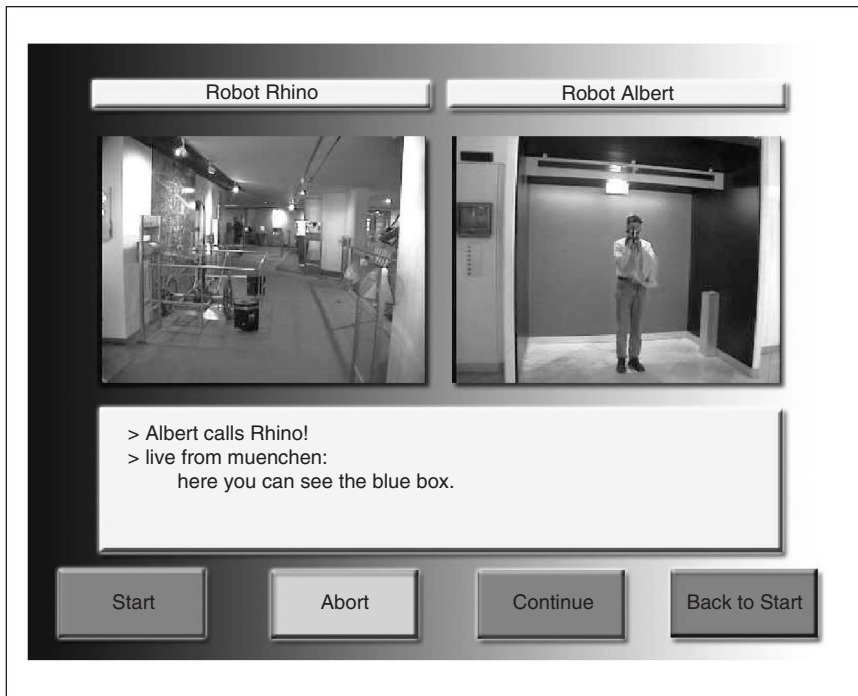 Robot Rhino
Robot Albert
> Albert calls Rhino!
> live from muenchen:
here you can see the blue box.
Start
Abort
Continue
Back to Start